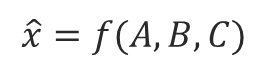 x̂ = f(A, B, C)